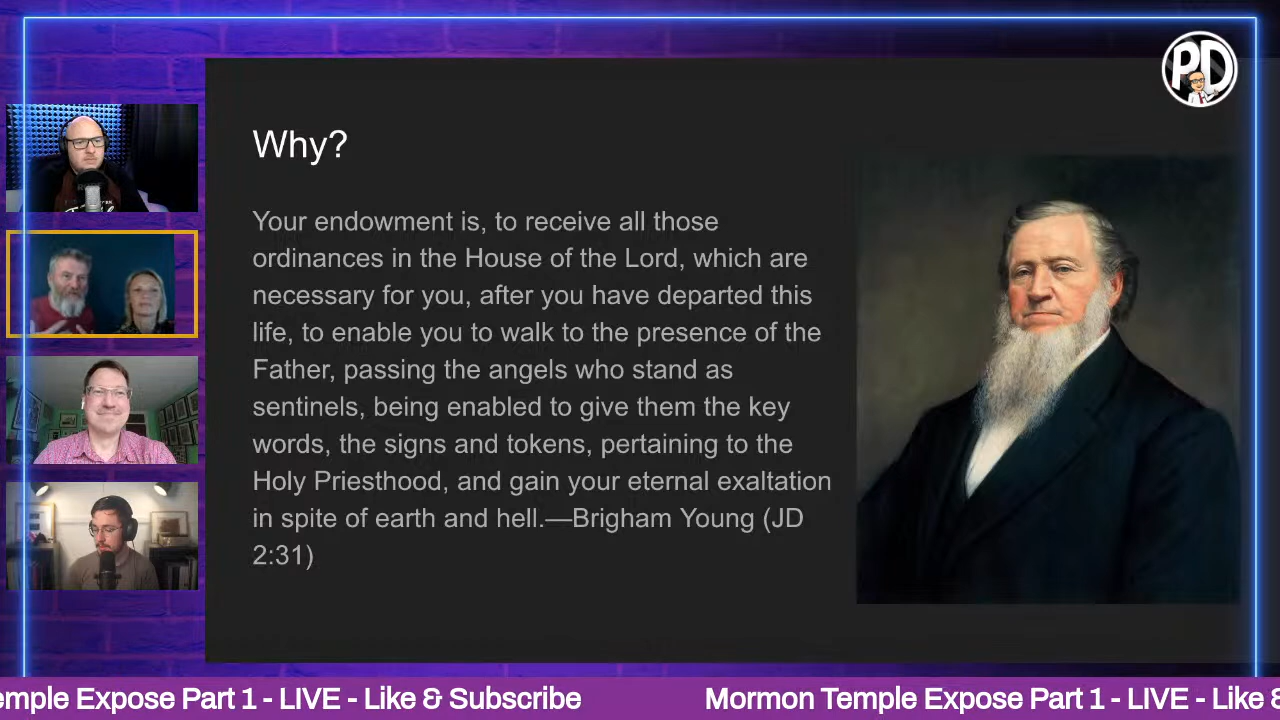 PD
Why?
Your endowment is, to receive all those
ordinances in the House of the Lord, which are
necessary for you, after you have departed this
life, to enable you to walk to the presence of the
Father, passing the angels who stand as
sentinels, being enabled to give them the key
words, the signs and tokens, pertaining to the
Holy Priesthood, and gain your eternal exaltation
in spite of earth and hell.—Brigham Young (JD
2:31)
emple Expose Part 1 - LIVE - Like & Subscribe Mormon Temple Expose Part 1 - LIVE - Like &